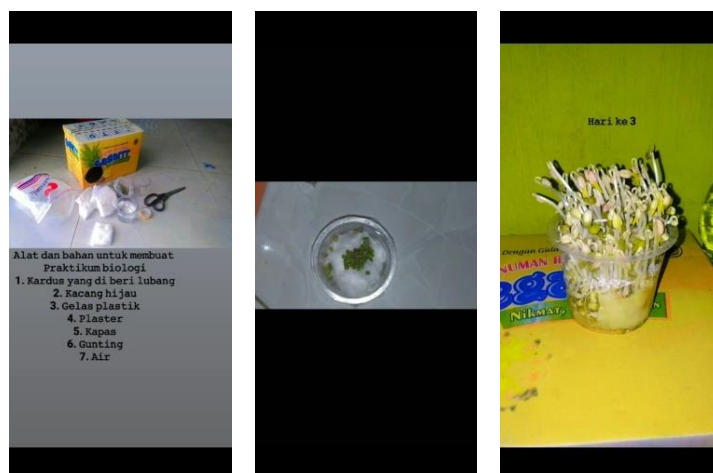 Alat dan bahan untuk membuat
Praktikum biologi
1. Kardus yang di beri lubang
2. Kacang hijau
3. Gelas plastik
4. Plaster
5. Kapas
6. Gunting
7. Air
Hari ke 3
Dengan Gula
NUMAN
NIKMAT,